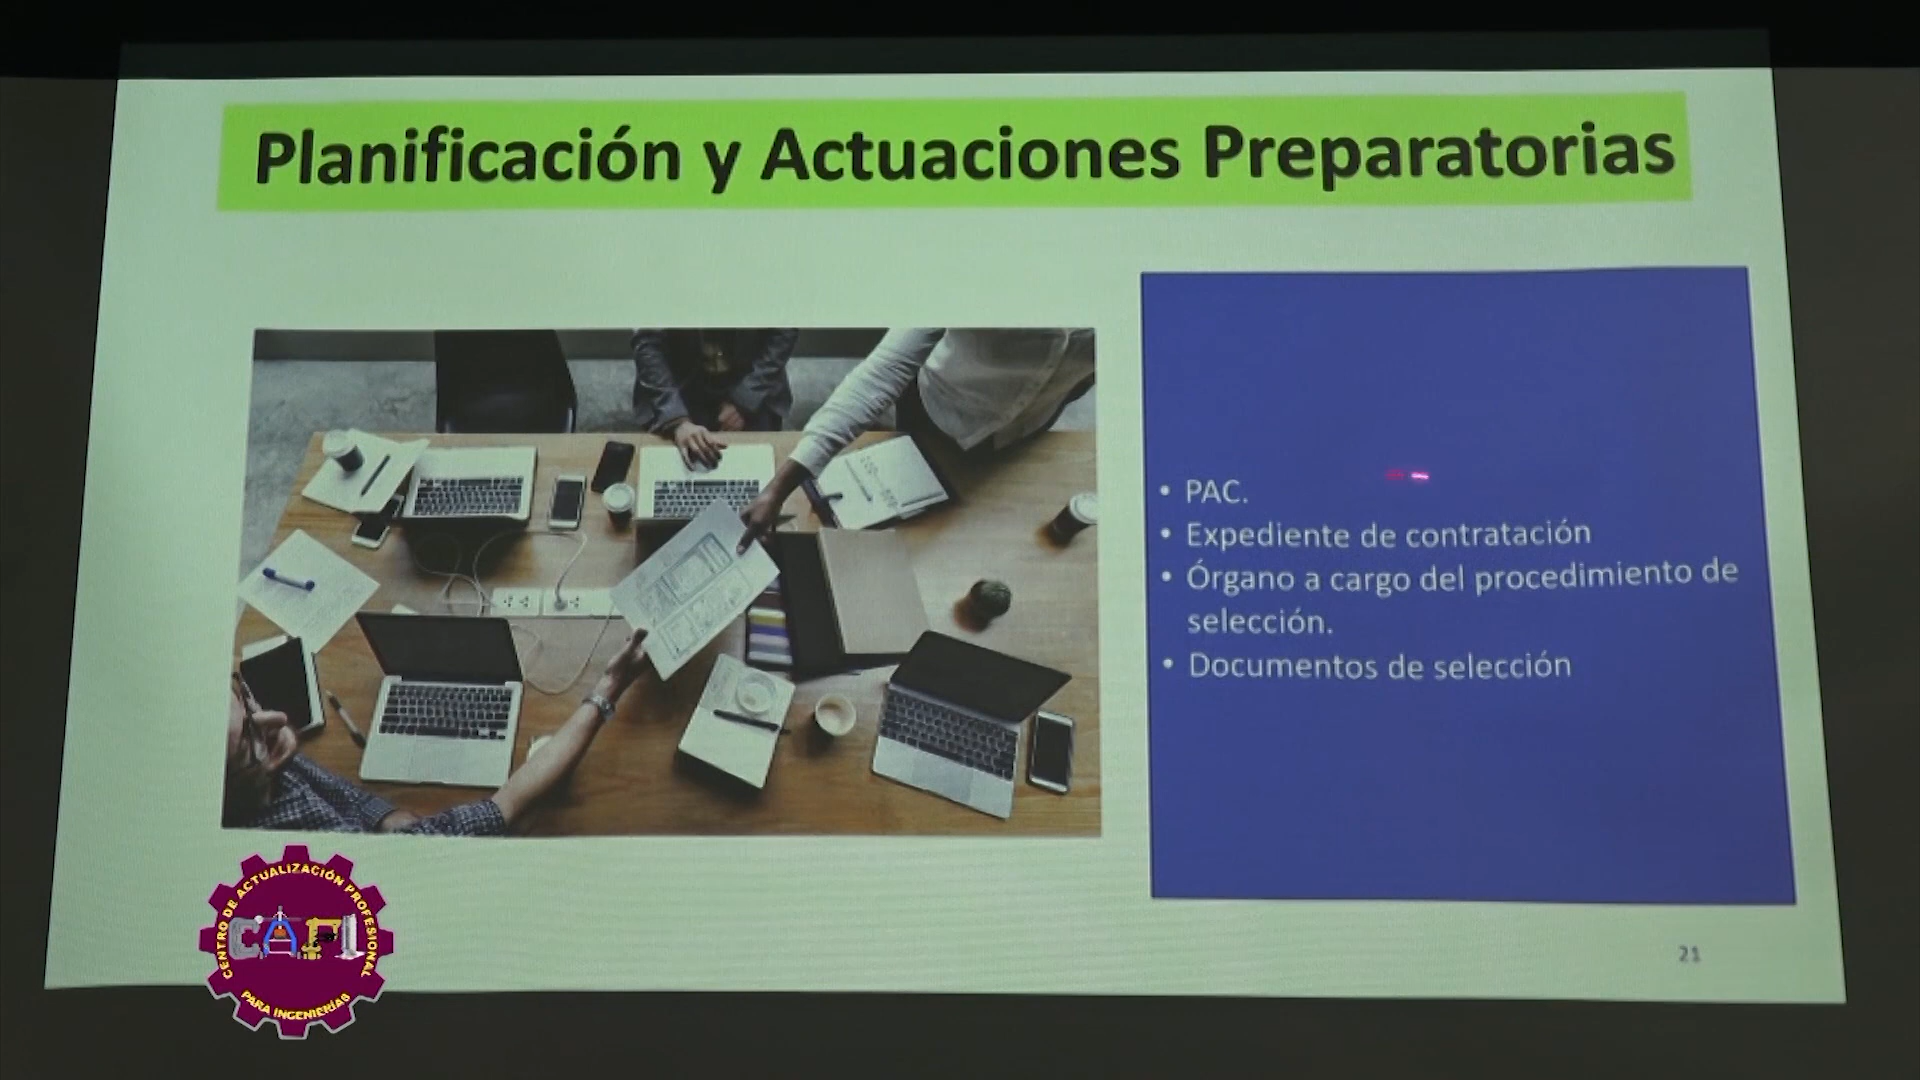 Planificación y Actuaciones Preparatorias
• PAC.
• Expediente de contratación
• Órgano a cargo del procedimiento de
selección.
• Documentos de selección
21
CENTRO DE ACTUALIZACIÓN PROFESIONAL
CAPI
PARA INGENIERÍAS